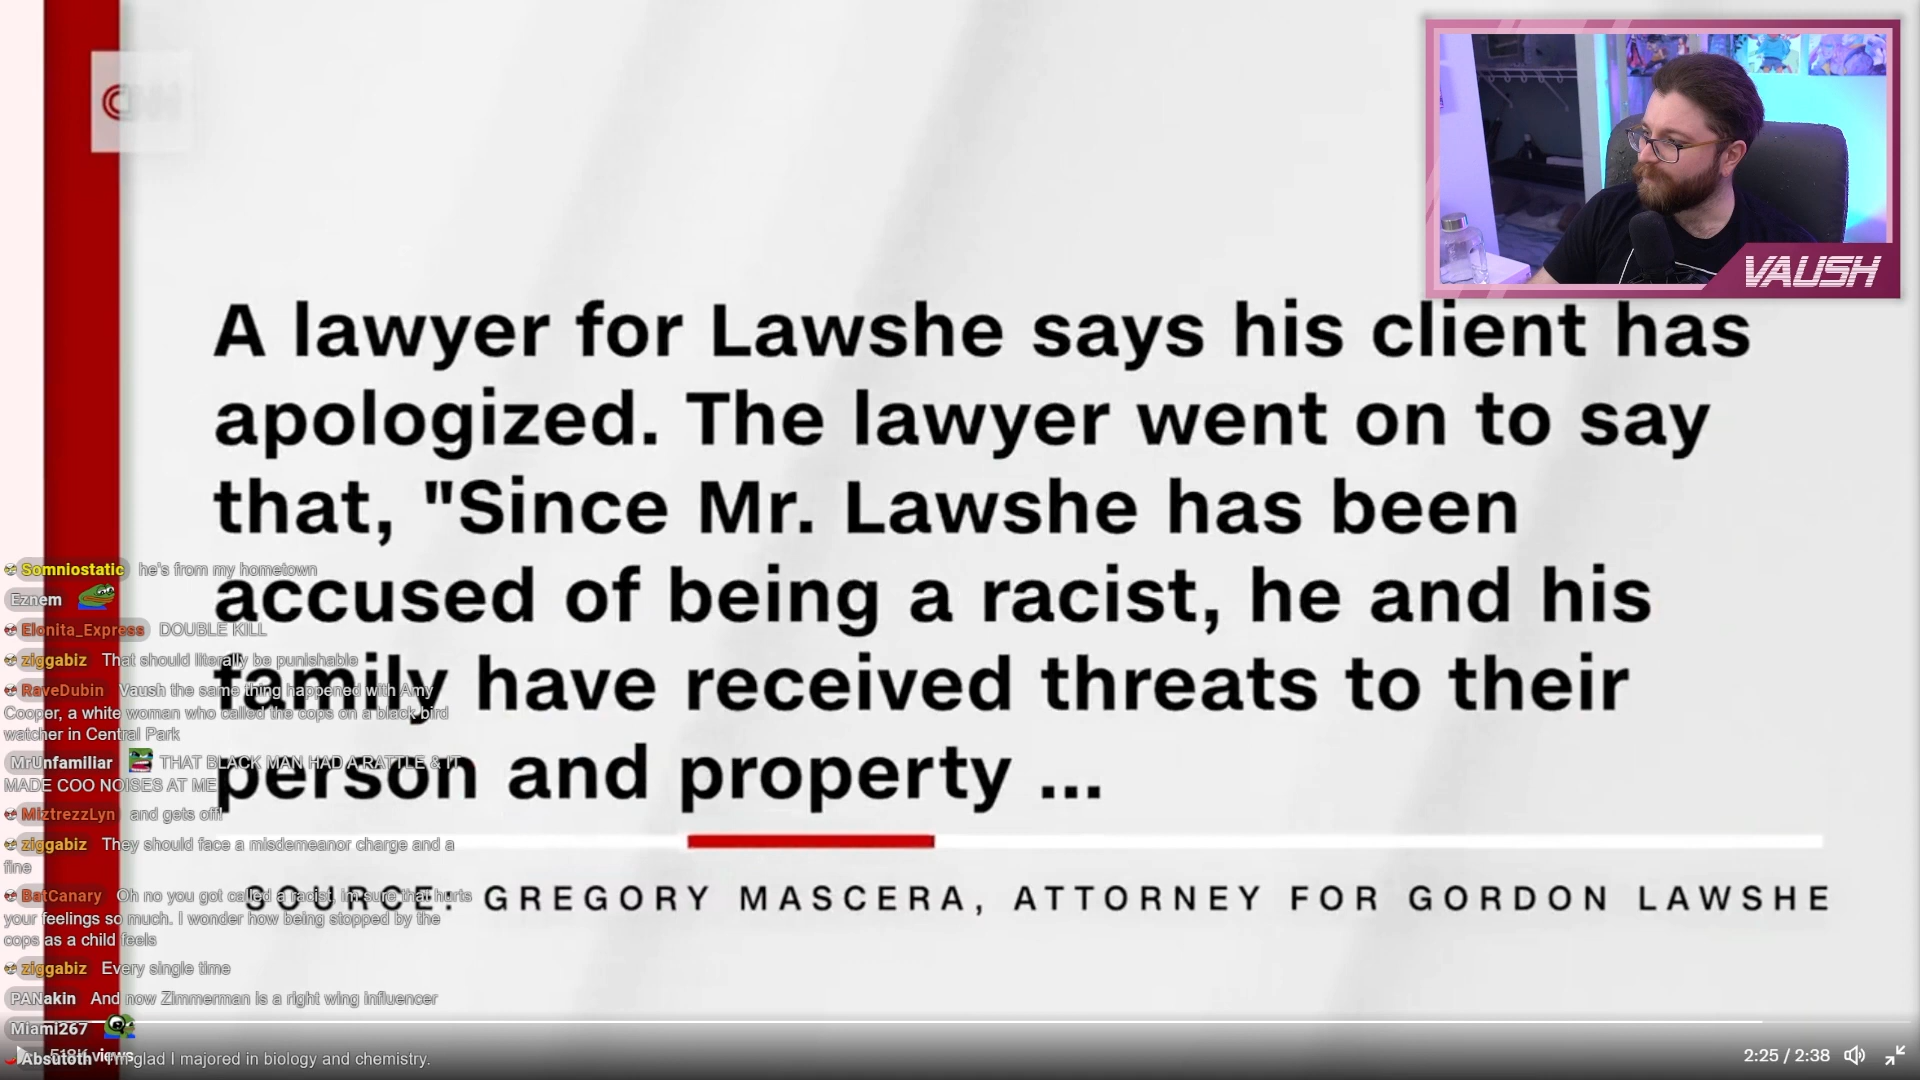 CNN
VAUSH
A lawyer for Lawshe says his client has
apologized. The lawyer went on to say
that, "Since Mr. Lawshe has been
accused of being a racist, he and his
family have received threats to their
person and property ...
SOURCE: GREGORY MASCERA, ATTORNEY FOR GORDON LAWSHE
Somniostatic he's from my hometown
Eznem
Elonita_Express DOUBLE KILL
ziggabiz That should literally be punishable
RaveDubin Vaush the same thing happened with Amy
Cooper, a white woman who called the cops on a black bird
watcher in Central Park
MrUnfamiliar THAT BLACK MAN HAD A RATTLE & IT
MADE COO NOISES AT ME
MiztrezzLyn and gets off!
ziggabiz They should face a misdemeanor charge and a
fine
BatCanary Oh no you got called a racist, im sure that hurts
your feelings so much. I wonder how being stopped by the
cops as a child feels
ziggabiz Every single time
PANakin And now Zimmerman is a right wing influencer
Miami267
518K views
Absutoth I'm glad I majored in biology and chemistry.
2:25 / 2:38